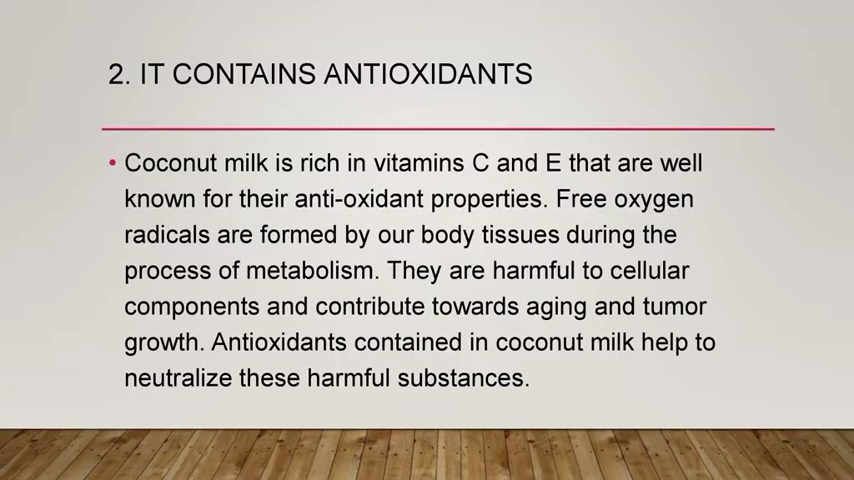 2. IT CONTAINS ANTIOXIDANTS
• Coconut milk is rich in vitamins C and E that are well
known for their anti-oxidant properties. Free oxygen
radicals are formed by our body tissues during the
process of metabolism. They are harmful to cellular
components and contribute towards aging and tumor
growth. Antioxidants contained in coconut milk help to
neutralize these harmful substances.